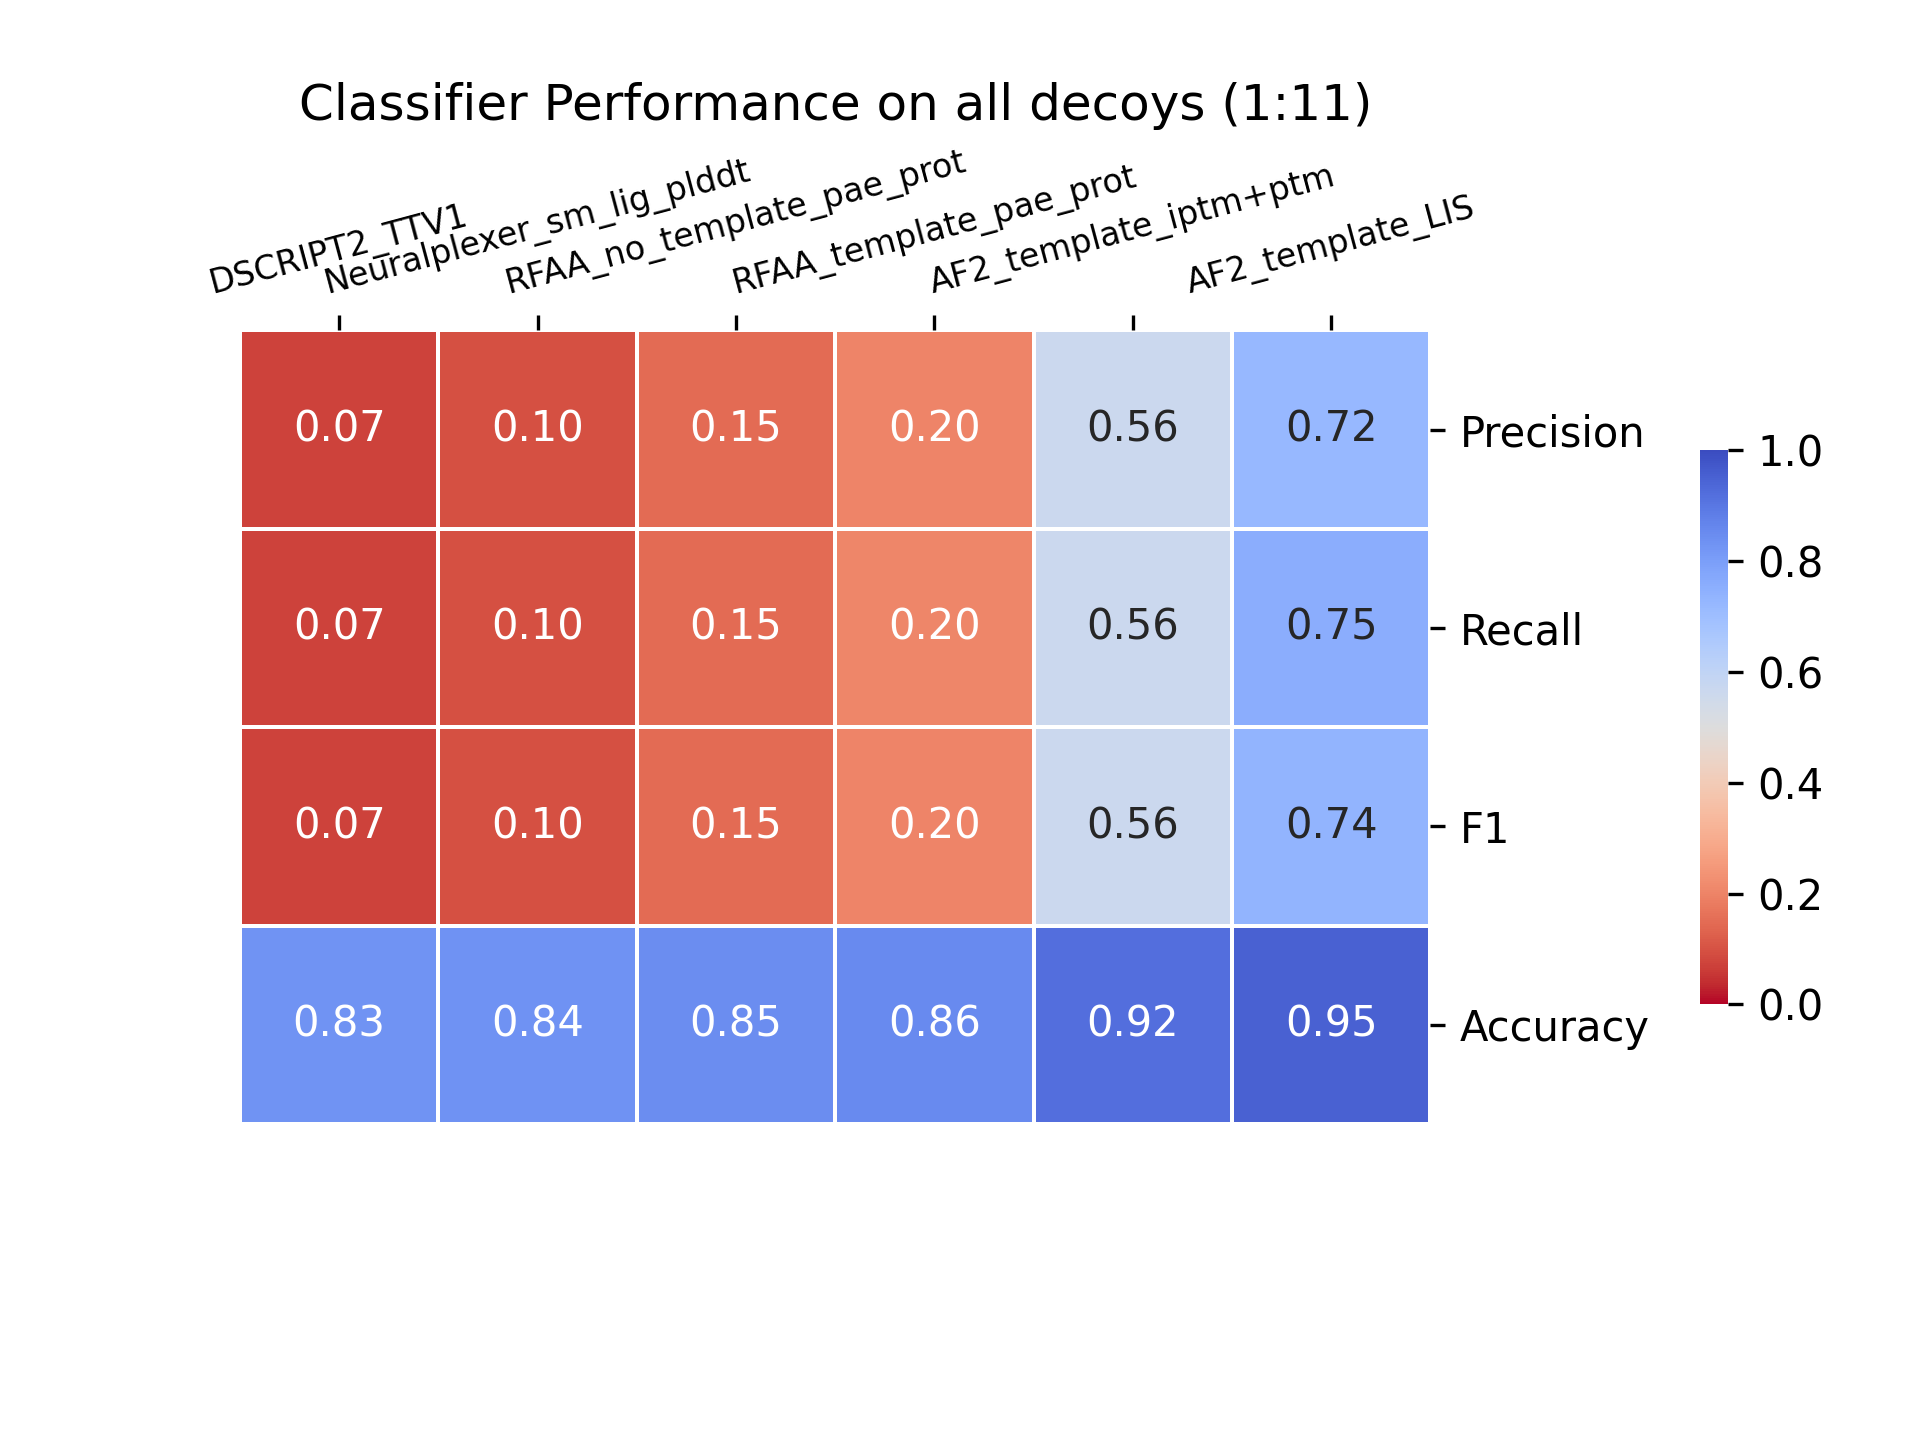 Classifier Performance on all decoys (1:11)
DSCRIPT2_TTV1
Neuralplexer_sm_lig_plddt
RFAA_no_template_pae_prot
RFAA_template_pae_prot
AF2_template_iptm+ptm
AF2_template_LIS
0.07 0.10 0.15 0.20 0.56 0.72 Precision
0.07 0.10 0.15 0.20 0.56 0.75 Recall
0.07 0.10 0.15 0.20 0.56 0.74 F1
0.83 0.84 0.85 0.86 0.92 0.95 Accuracy
1.0
0.8
0.6
0.4
0.2
0.0